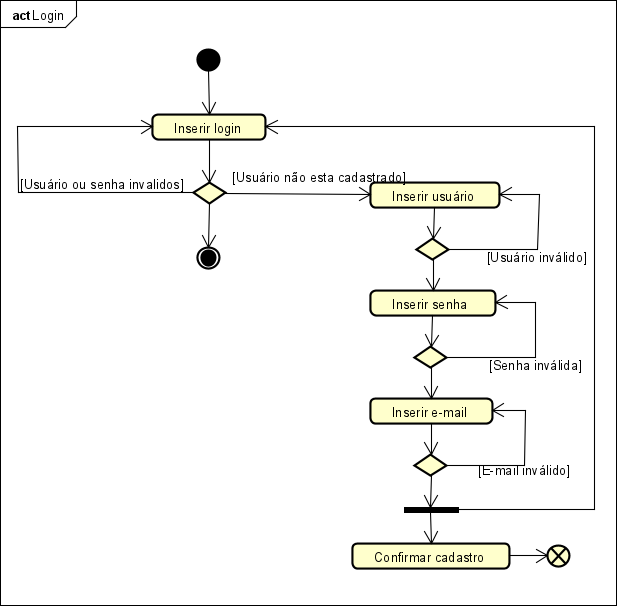 act Login
Inserir login
[Usuário ou senha invalidos]
[Usuário não esta cadastrado]
Inserir usuário
[Usuário inválido]
Inserir senha
[Senha inválida]
Inserir e-mail
[E-mail inválido]
Confirmar cadastro